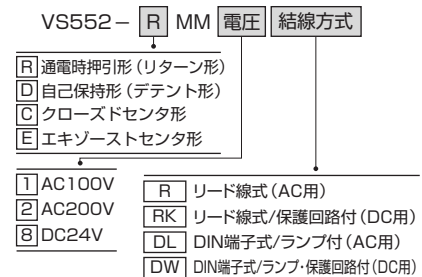 VS552－ R MM 電圧 結線方式
R 通電時押引形（リターン形）
D 自己保持形（デテント形）
C クローズドセンタ形
E エキゾーストセンタ形
1 AC100V
2 AC200V
8 DC24V
R リード線式（AC用）
RK リード線式/保護回路付（DC用）
DL DIN端子式/ランプ付（AC用）
DW DIN端子式/ランプ・保護回路付（DC用）